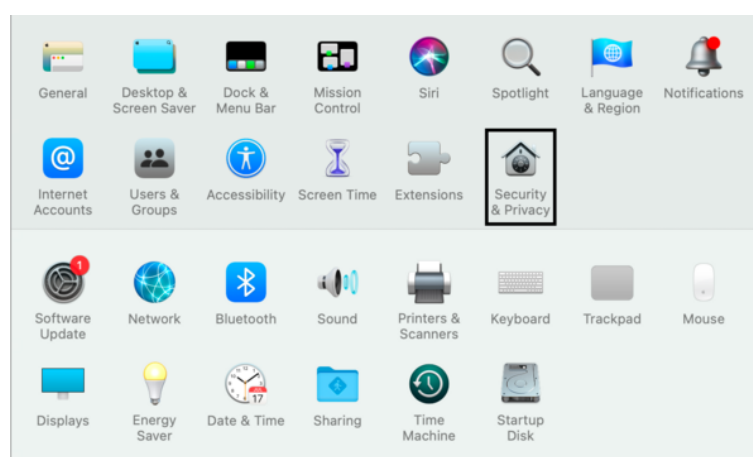 General
Desktop &
Screen Saver
Dock &
Menu Bar
Mission
Control
Siri
Spotlight
Language
& Region
Notifications
Internet
Accounts
Users &
Groups
Accessibility
Screen Time
Extensions
Security
& Privacy
1
Software
Update
Network
Bluetooth
Sound
Printers &
Scanners
Keyboard
Trackpad
Mouse
Displays
Energy
Saver
17
Date & Time
Sharing
Time
Machine
Startup
Disk